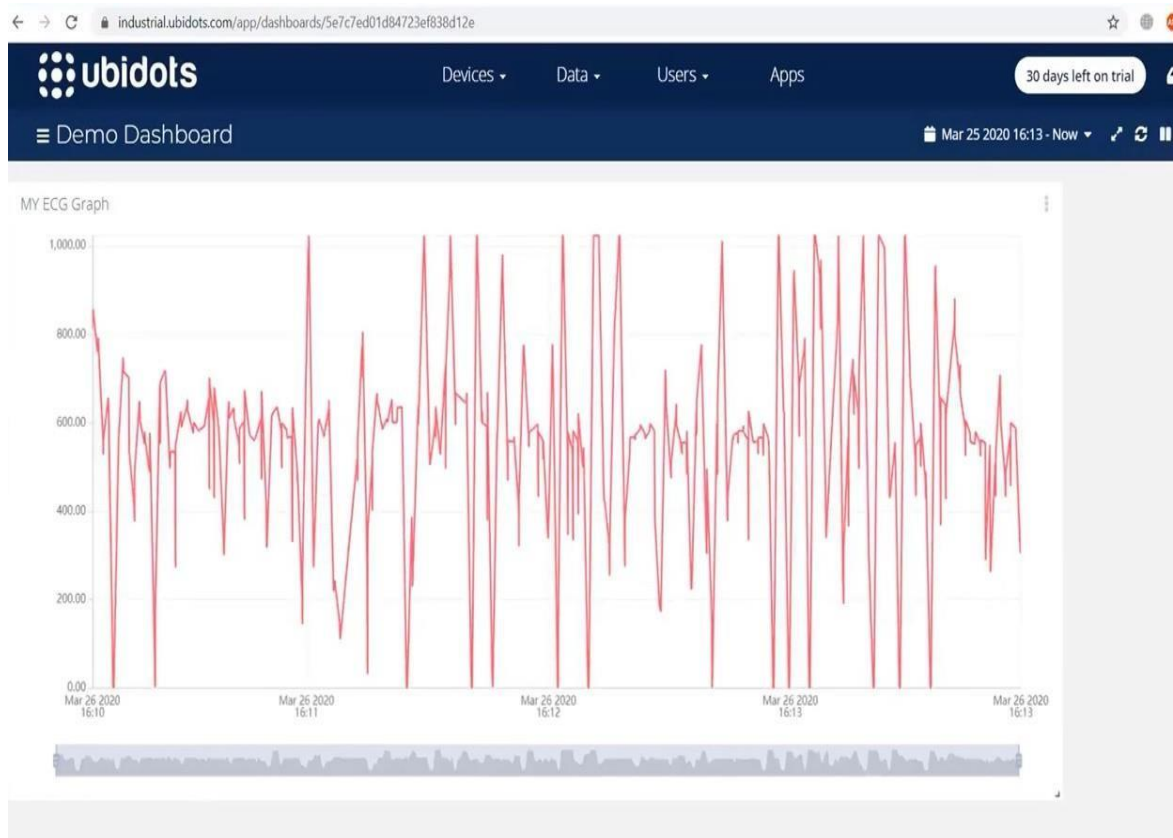 industrial.ubidots.com/app/dashboards/5e7c7ed01d84723ef838d12e
ubidots
Devices
Data
Users
Apps
30 days left on trial
Demo Dashboard
Mar 25 2020 16:13 - Now
MY ECG Graph
1,000.00
800.00
600.00
400.00
200.00
0.00
Mar 26 2020
16:10
Mar 26 2020
16:11
Mar 26 2020
16:12
Mar 26 2020
16:13
Mar 26 2020
16:13